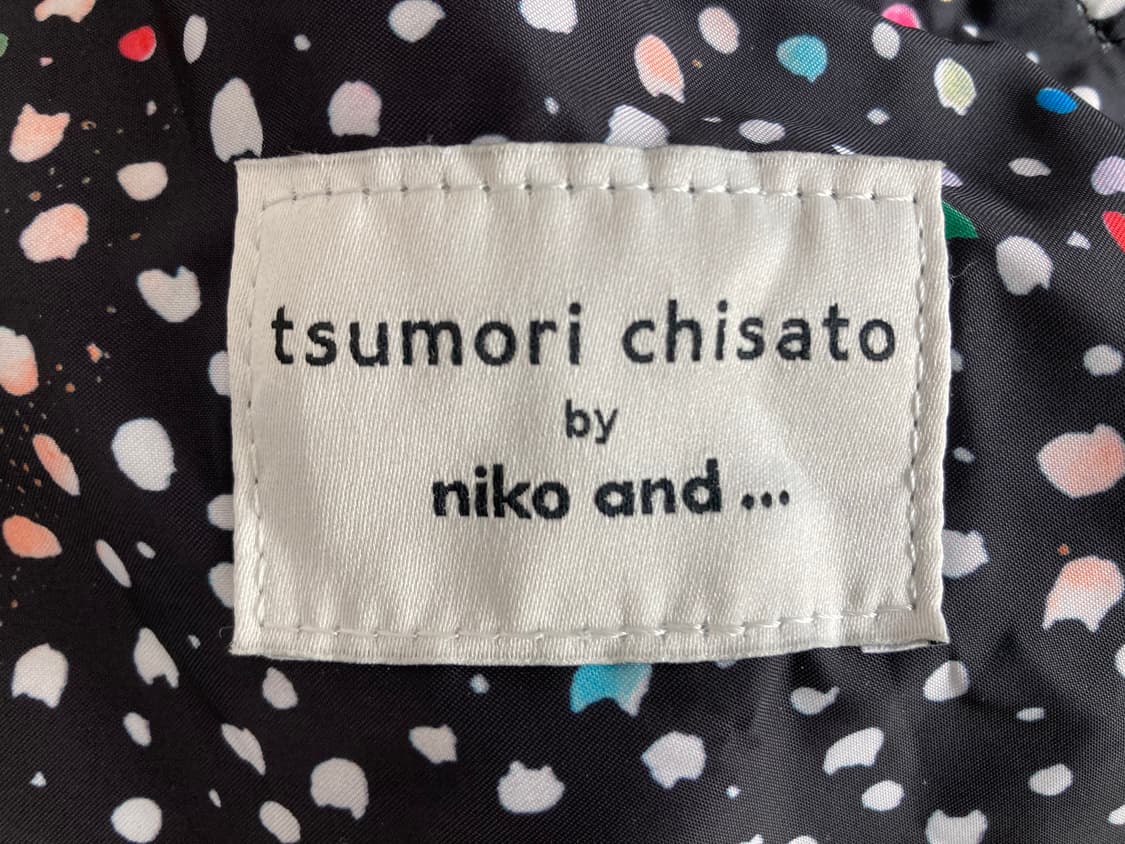 tsumori chisato
by
niko and ...